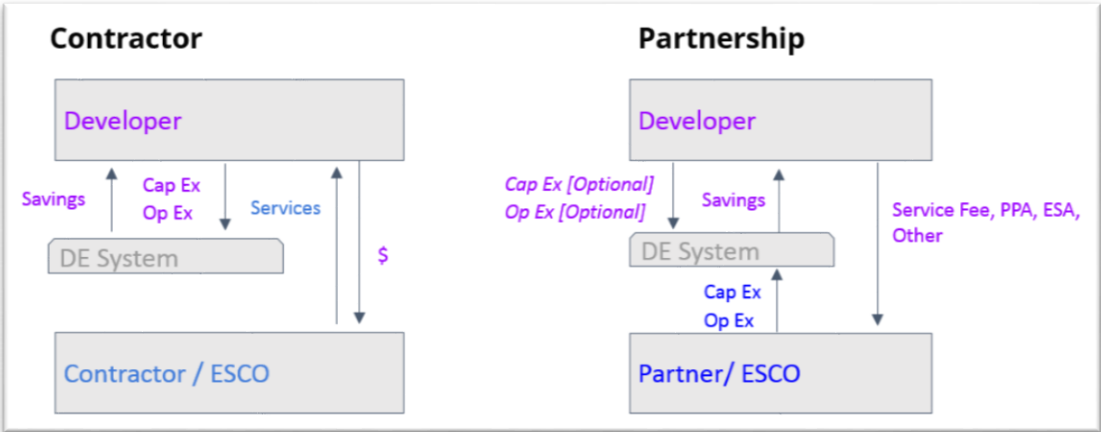 Contractor
Developer
Savings
Cap Ex
Op Ex
Services
DE System
$
Contractor / ESCO
Partnership
Developer
Cap Ex [Optional]
Op Ex [Optional]
Savings
Service Fee, PPA, ESA,
Other
DE System
Cap Ex
Op Ex
Partner/ ESCO